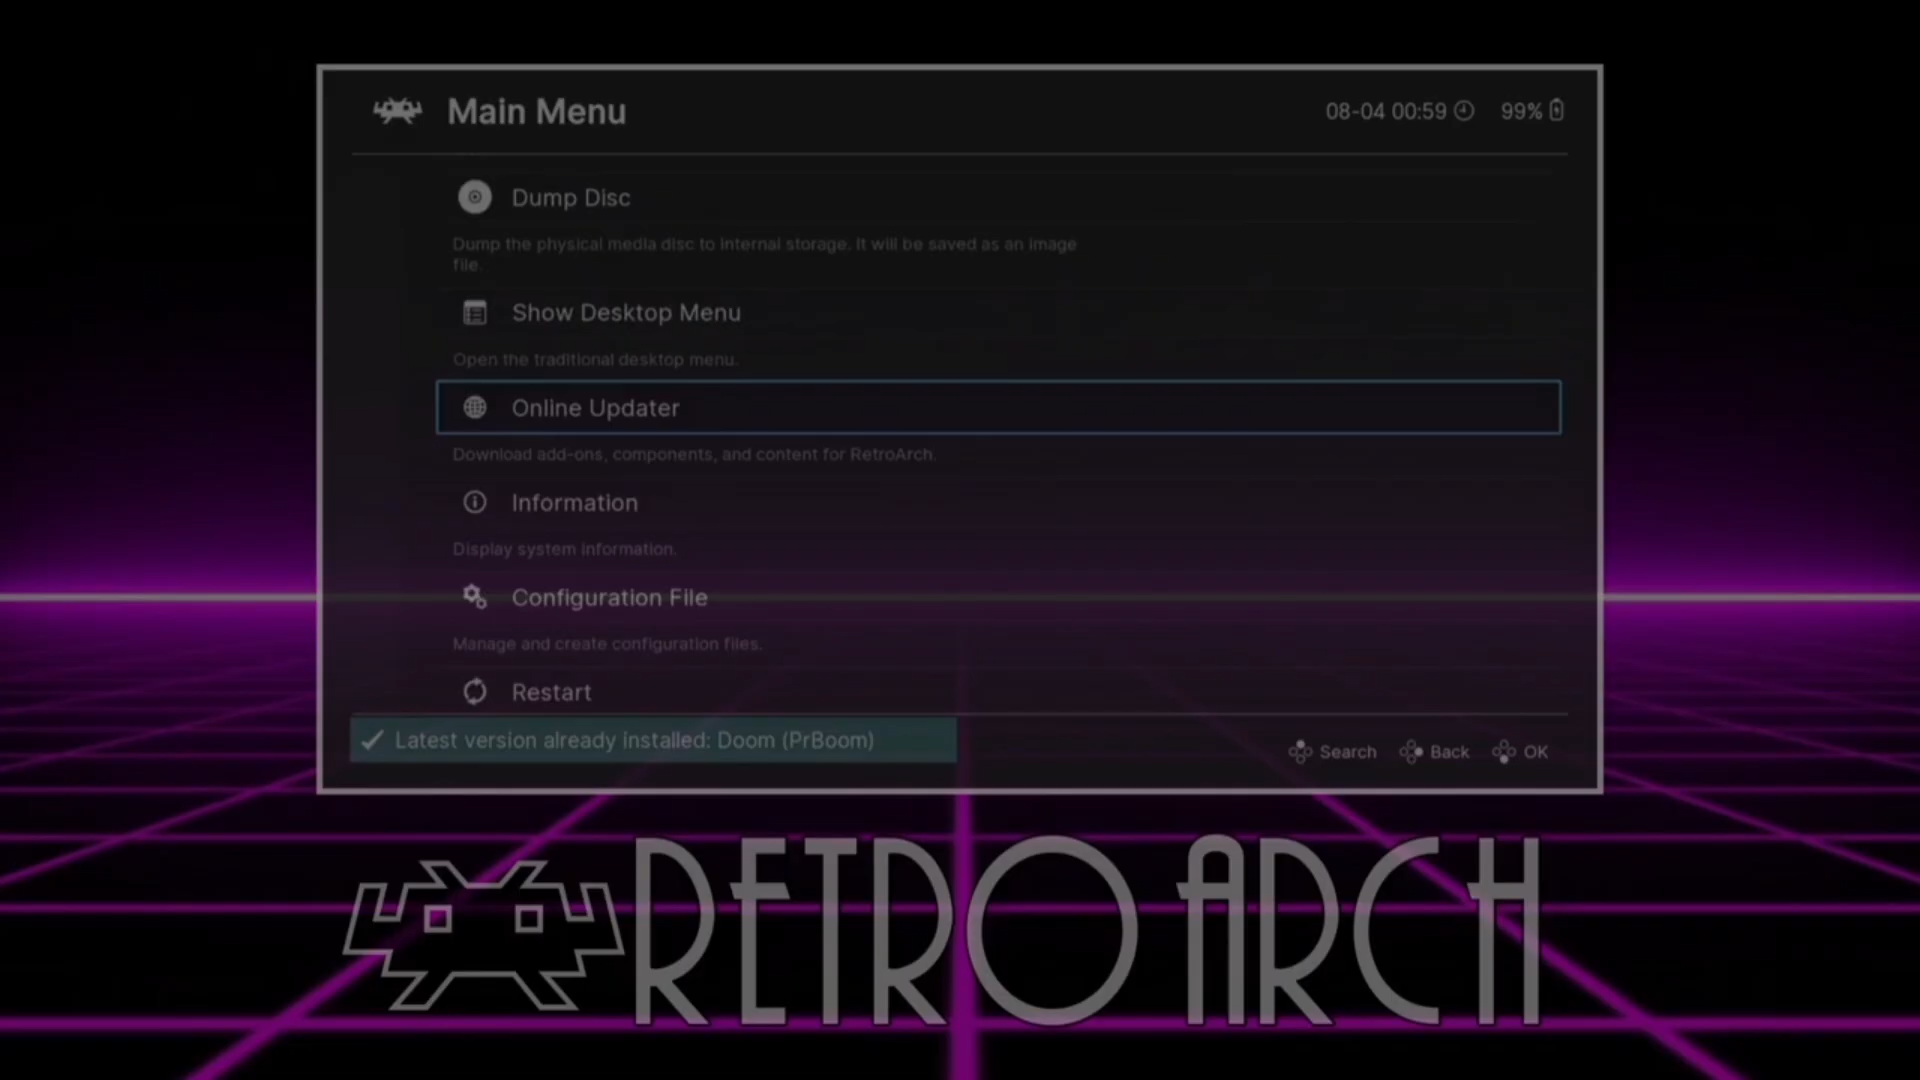 Main Menu
08-04 00:59
99%
Dump Disc
Dump the physical media disc to internal storage. It will be saved as an image
file.
Show Desktop Menu
Open the traditional desktop menu.
Online Updater
Download add-ons, components, and content for RetroArch.
Information
Display system information.
Configuration File
Manage and create configuration files.
Restart
Latest version already installed: Doom (PrBoom)
Search
Back
OK
RETROARCH